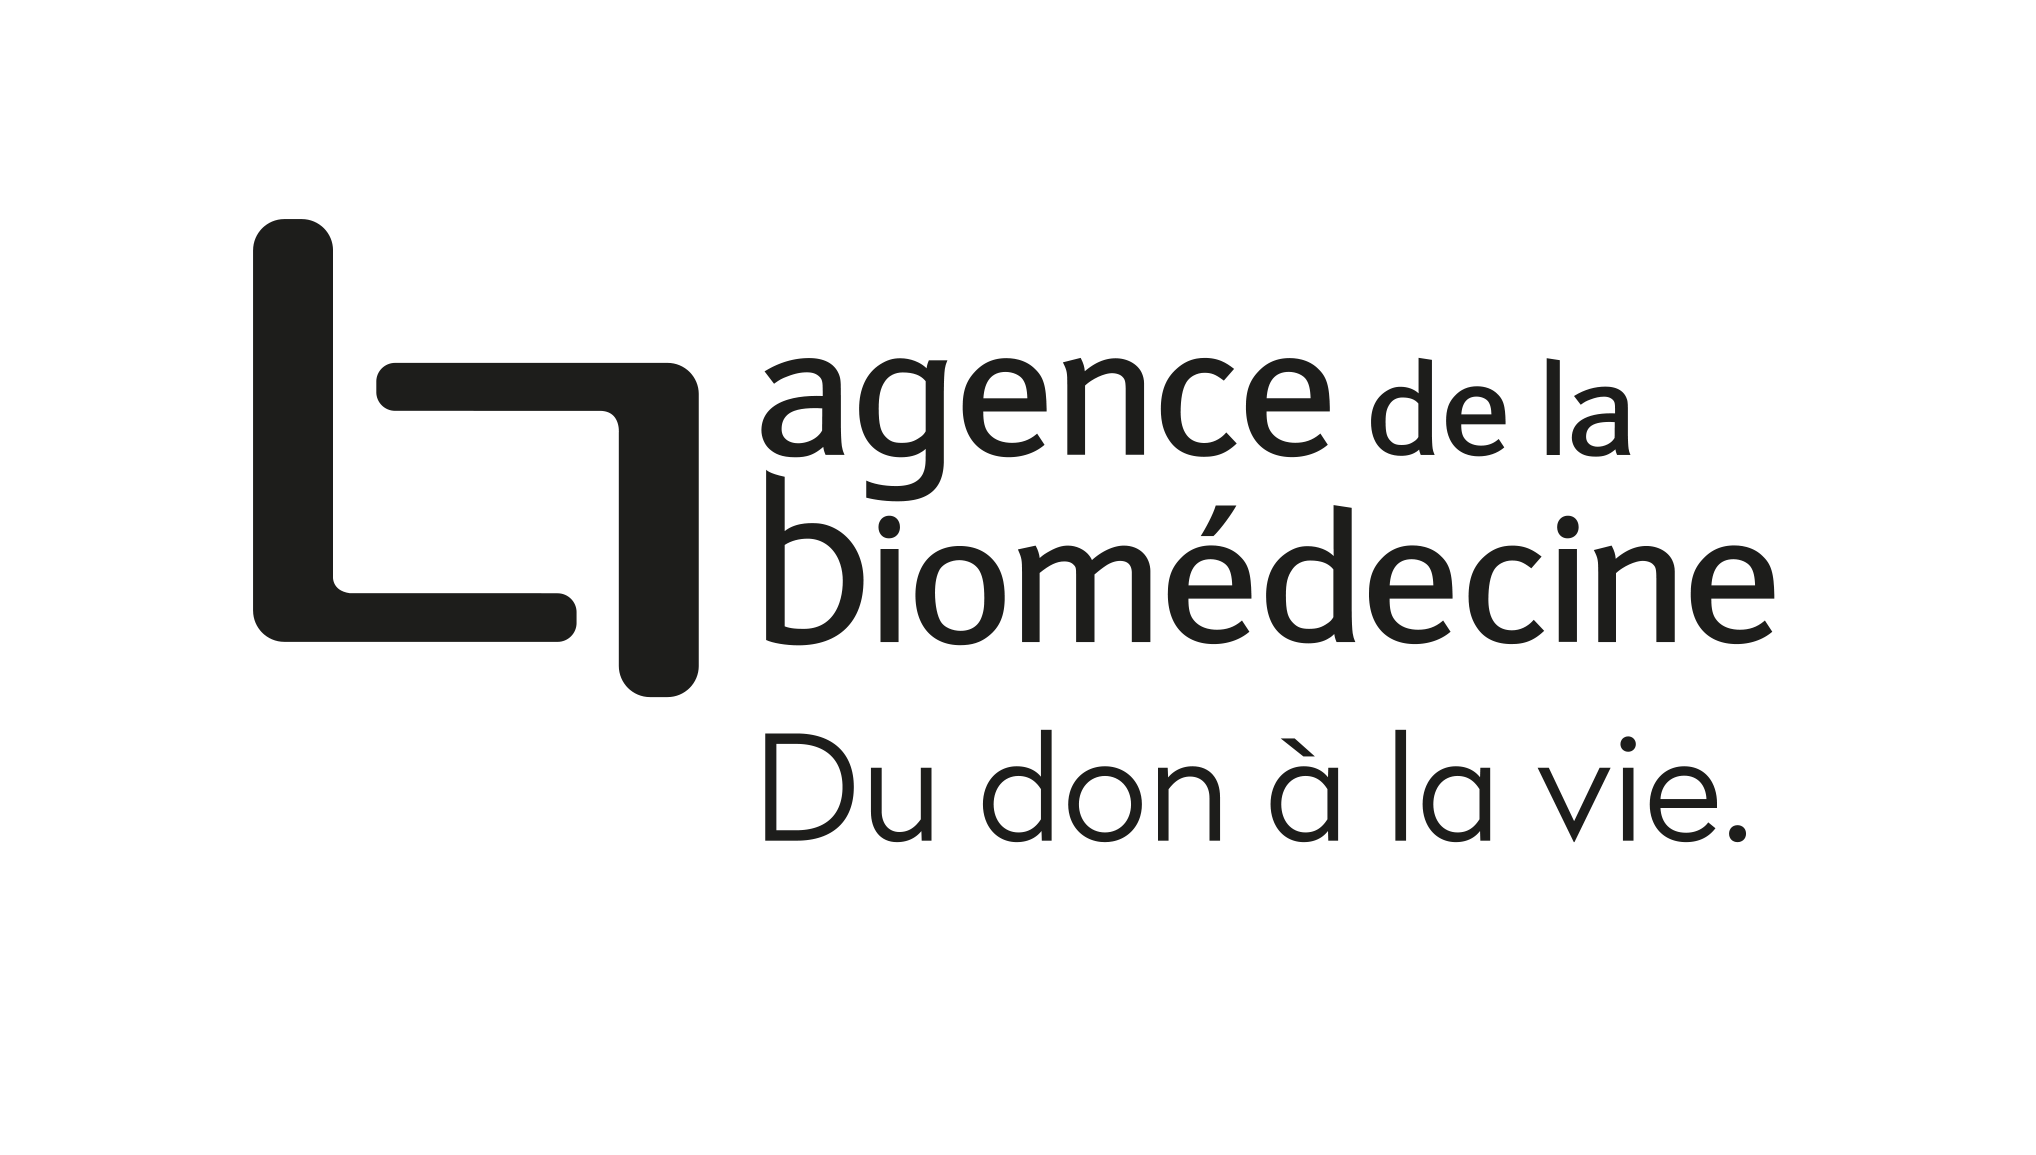 agence de la
biomédecine
Du don à la vie.